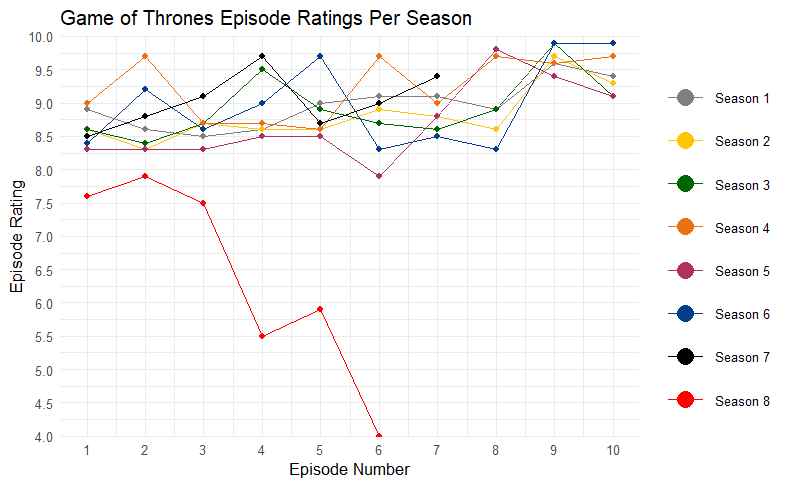 Game of Thrones Episode Ratings Per Season
10.0
9.5
9.0
8.5
8.0
7.5
7.0
6.5
6.0
5.5
5.0
4.5
4.0
Episode Rating
1 2 3 4 5 6 7 8 9 10
Episode Number
Season 1
Season 2
Season 3
Season 4
Season 5
Season 6
Season 7
Season 8